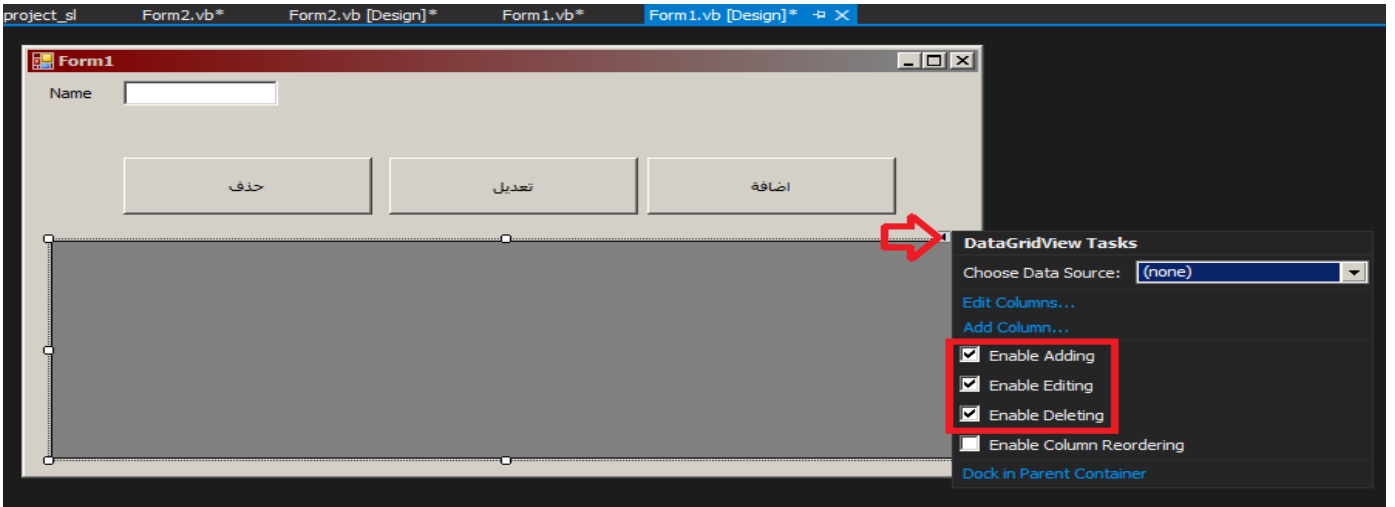 project_sl Form2.vb* Form2.vb [Design]* Form1.vb* Form1.vb [Design]*
Form1
Name
حذف تعديل اضافة
DataGridView Tasks
Choose Data Source: (none)
Edit Columns...
Add Column...
Enable Adding
Enable Editing
Enable Deleting
Enable Column Reordering
Dock in Parent Container